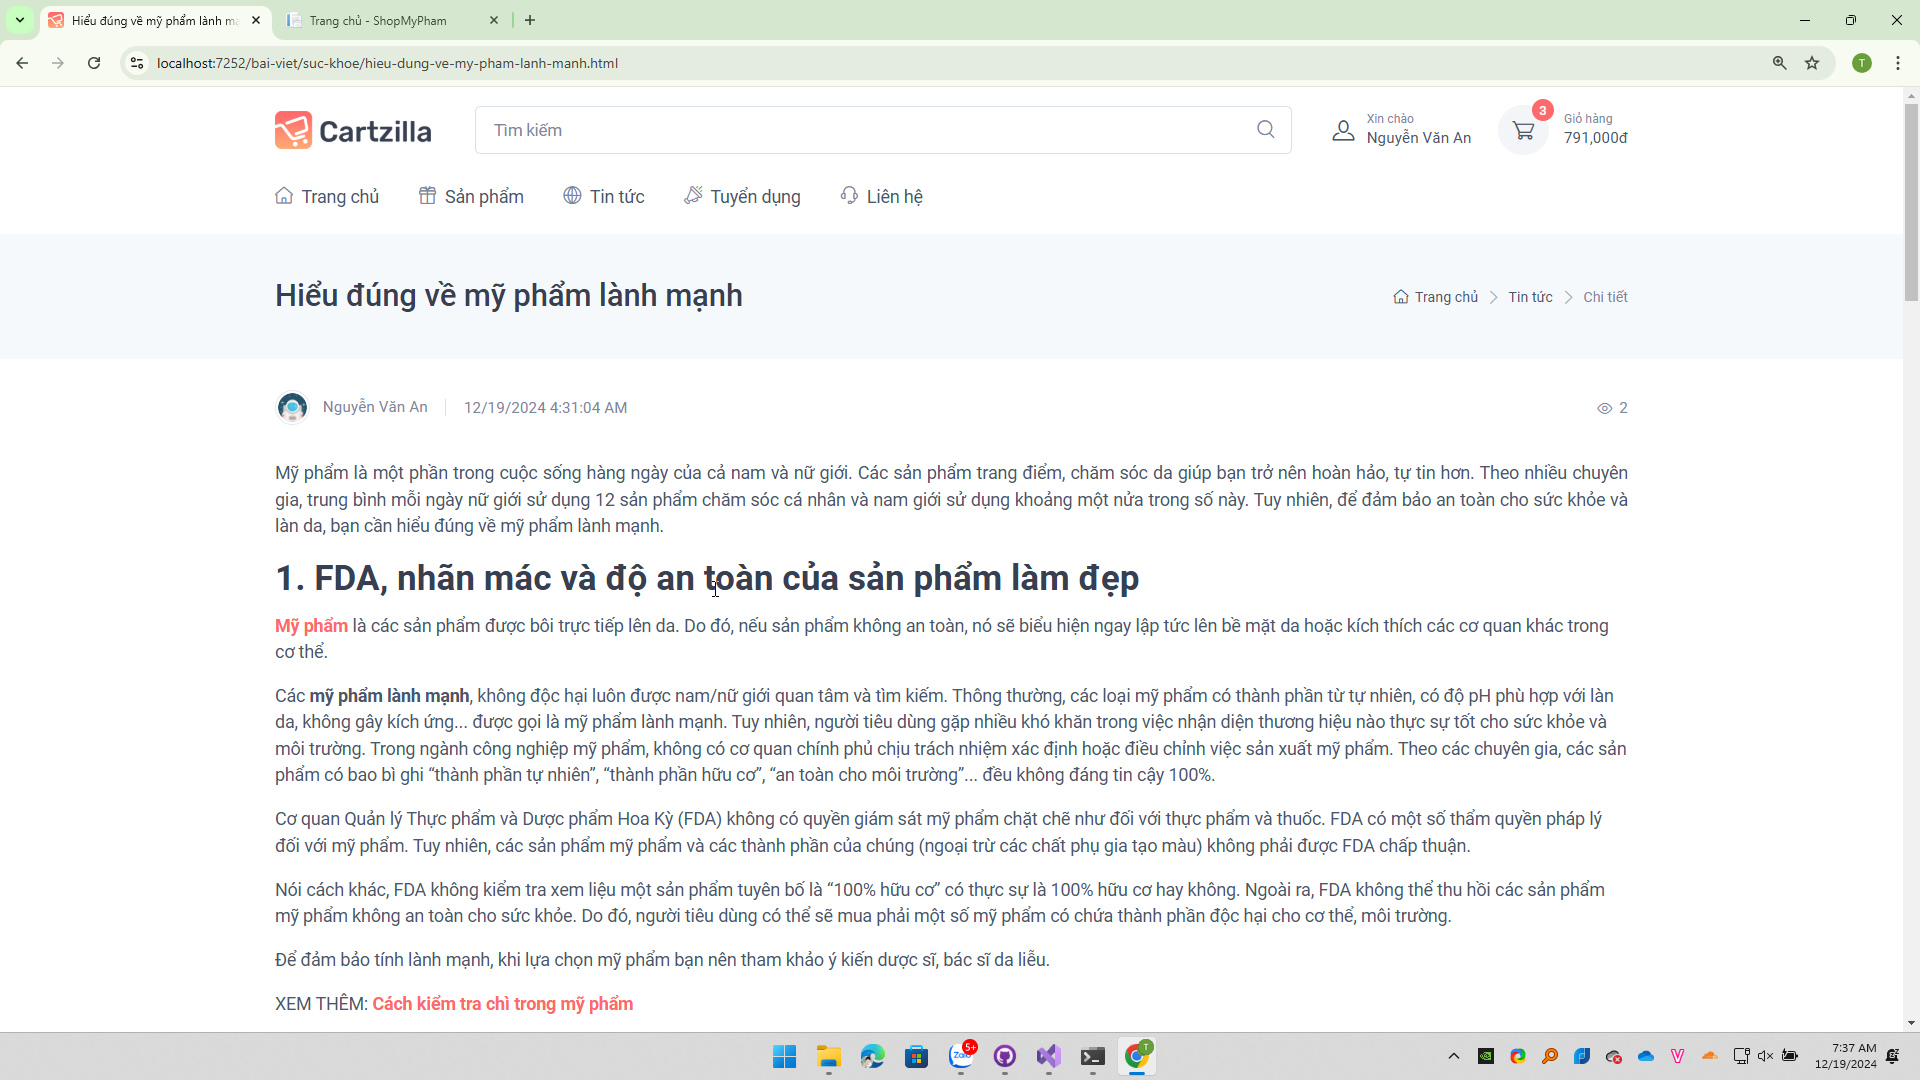 Hiểu đúng về mỹ phẩm lành mạ
Trang chủ - ShopMyPham
localhost:7252/bai-viet/suc-khoe/hieu-dung-ve-my-pham-lanh-manh.html
T
Cartzilla
Tìm kiếm
Xin chào
Nguyễn Văn An
3
Giỏ hàng
791,000đ
Trang chủ
Sản phẩm
Tin tức
Tuyển dụng
Liên hệ
Hiểu đúng về mỹ phẩm lành mạnh
Trang chủ
Tin tức
Chi tiết
Nguyễn Văn An
12/19/2024 4:31:04 AM
2
Mỹ phẩm là một phần trong cuộc sống hàng ngày của cả nam và nữ giới. Các sản phẩm trang điểm, chăm sóc da giúp bạn trở nên hoàn hảo, tự tin hơn. Theo nhiều chuyên
gia, trung bình mỗi ngày nữ giới sử dụng 12 sản phẩm chăm sóc cá nhân và nam giới sử dụng khoảng một nửa trong số này. Tuy nhiên, để đảm bảo an toàn cho sức khỏe và
làn da, bạn cần hiểu đúng về mỹ phẩm lành mạnh.
1. FDA, nhãn mác và độ an toàn của sản phẩm làm đẹp
Mỹ phẩm là các sản phẩm được bôi trực tiếp lên da. Do đó, nếu sản phẩm không an toàn, nó sẽ biểu hiện ngay lập tức lên bề mặt da hoặc kích thích các cơ quan khác trong
cơ thể.
Các mỹ phẩm lành mạnh, không độc hại luôn được nam/nữ giới quan tâm và tìm kiếm. Thông thường, các loại mỹ phẩm có thành phần từ tự nhiên, có độ pH phù hợp với làn
da, không gây kích ứng... được gọi là mỹ phẩm lành mạnh. Tuy nhiên, người tiêu dùng gặp nhiều khó khăn trong việc nhận diện thương hiệu nào thực sự tốt cho sức khỏe và
môi trường. Trong ngành công nghiệp mỹ phẩm, không có cơ quan chính phủ chịu trách nhiệm xác định hoặc điều chỉnh việc sản xuất mỹ phẩm. Theo các chuyên gia, các sản
phẩm có bao bì ghi “thành phần tự nhiên”, “thành phần hữu cơ”, “an toàn cho môi trường”... đều không đáng tin cậy 100%.
Cơ quan Quản lý Thực phẩm và Dược phẩm Hoa Kỳ (FDA) không có quyền giám sát mỹ phẩm chặt chẽ như đối với thực phẩm và thuốc. FDA có một số thẩm quyền pháp lý
đối với mỹ phẩm. Tuy nhiên, các sản phẩm mỹ phẩm và các thành phần của chúng (ngoại trừ các chất phụ gia tạo màu) không phải được FDA chấp thuận.
Nói cách khác, FDA không kiểm tra xem liệu một sản phẩm tuyên bố là “100% hữu cơ” có thực sự là 100% hữu cơ hay không. Ngoài ra, FDA không thể thu hồi các sản phẩm
mỹ phẩm không an toàn cho sức khỏe. Do đó, người tiêu dùng có thể sẽ mua phải một số mỹ phẩm có chứa thành phần độc hại cho cơ thể, môi trường.
Để đảm bảo tính lành mạnh, khi lựa chọn mỹ phẩm bạn nên tham khảo ý kiến dược sĩ, bác sĩ da liễu.
XEM THÊM: Cách kiểm tra chì trong mỹ phẩm
Zalo
5+
T
7:37 AM
12/19/2024